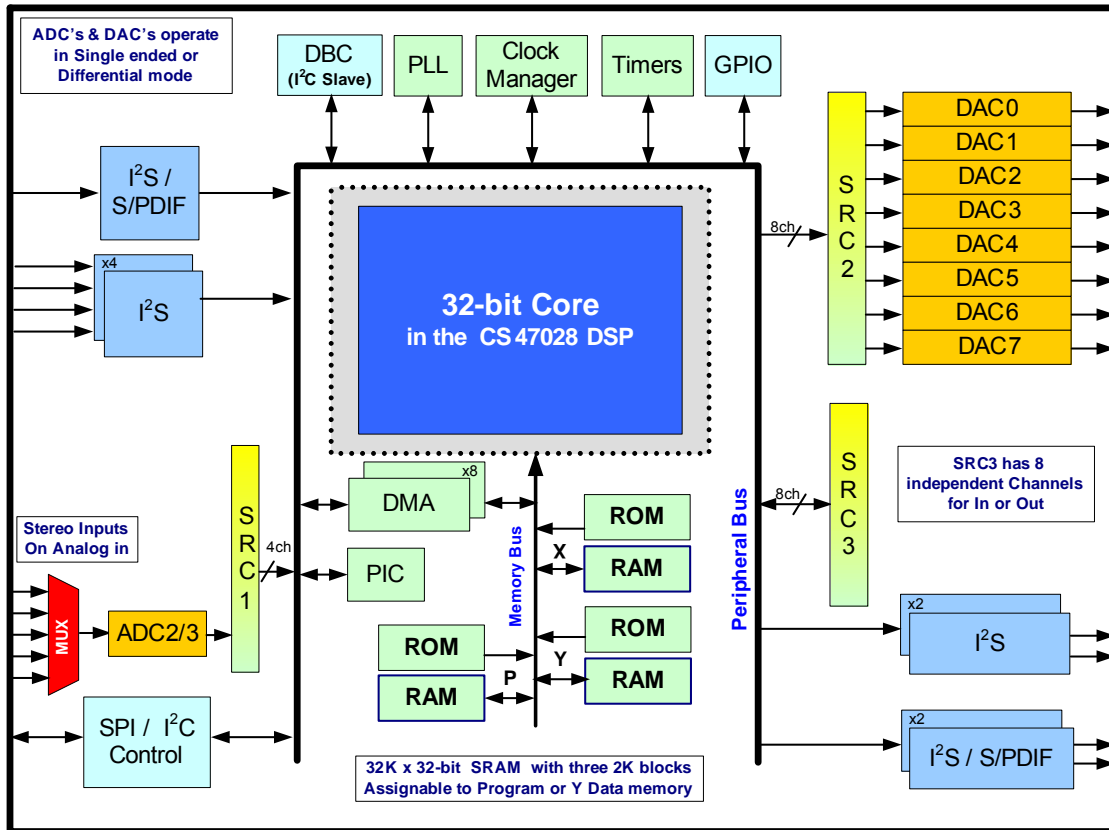 ADC's & DAC's operate
in Single ended or
Differential mode
DBC
(I²C Slave)
PLL
Clock
Manager
Timers
GPIO
I²S /
S/PDIF
x4
I²S
32-bit Core
in the CS47028 DSP
8ch
SRC2
DAC0
DAC1
DAC2
DAC3
DAC4
DAC5
DAC6
DAC7
Stereo Inputs
On Analog in
MUX
ADC2/3
SRC1
4ch
x8
DMA
PIC
Memory Bus
ROM
X
RAM
ROM
Y
RAM
ROM
P
RAM
Peripheral Bus
8ch
SRC3
SRC3 has 8
independent Channels
for In or Out
x2
I²S
x2
I²S / S/PDIF
SPI / I²C
Control
32K x 32-bit SRAM with three 2K blocks
Assignable to Program or Y Data memory